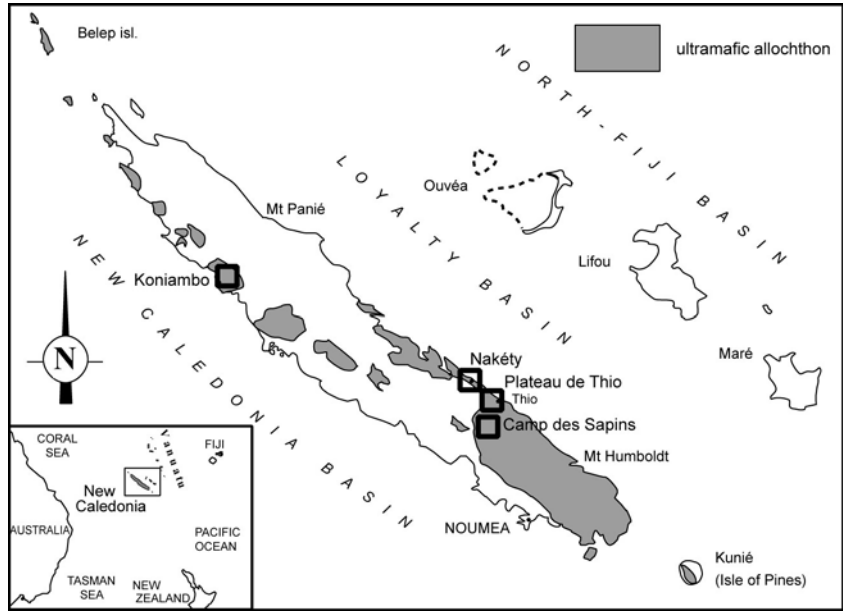 Belep isl.
ultramafic allochthon
NORTH-FIJI BASIN
LOYALTY BASIN
Ouvéa
Mt Panié
Lifou
Koniambo
NEW CALEDONIA BASIN
N
Maré
Nakéty
Plateau de Thio
Thio
Camp des Sapins
Mt Humboldt
NOUMEA
Kunié
(Isle of Pines)
CORAL
SEA
Vanuatu
FIJI
New
Caledonia
AUSTRALIA
PACIFIC
OCEAN
TASMAN
SEA
NEW
ZEALAND